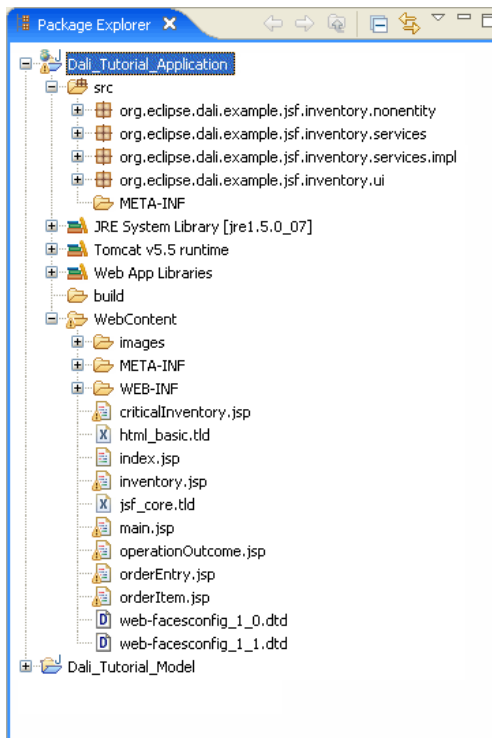 Package Explorer
Dali_Tutorial_Application
src
org.eclipse.dali.example.jsf.inventory.nonentity
org.eclipse.dali.example.jsf.inventory.services
org.eclipse.dali.example.jsf.inventory.services.impl
org.eclipse.dali.example.jsf.inventory.ui
META-INF
JRE System Library [jre1.5.0_07]
Tomcat v5.5 runtime
Web App Libraries
build
WebContent
images
META-INF
WEB-INF
criticalInventory.jsp
html_basic.tld
index.jsp
inventory.jsp
jsf_core.tld
main.jsp
operationOutcome.jsp
orderEntry.jsp
orderItem.jsp
web-facesconfig_1_0.dtd
web-facesconfig_1_1.dtd
Dali_Tutorial_Model